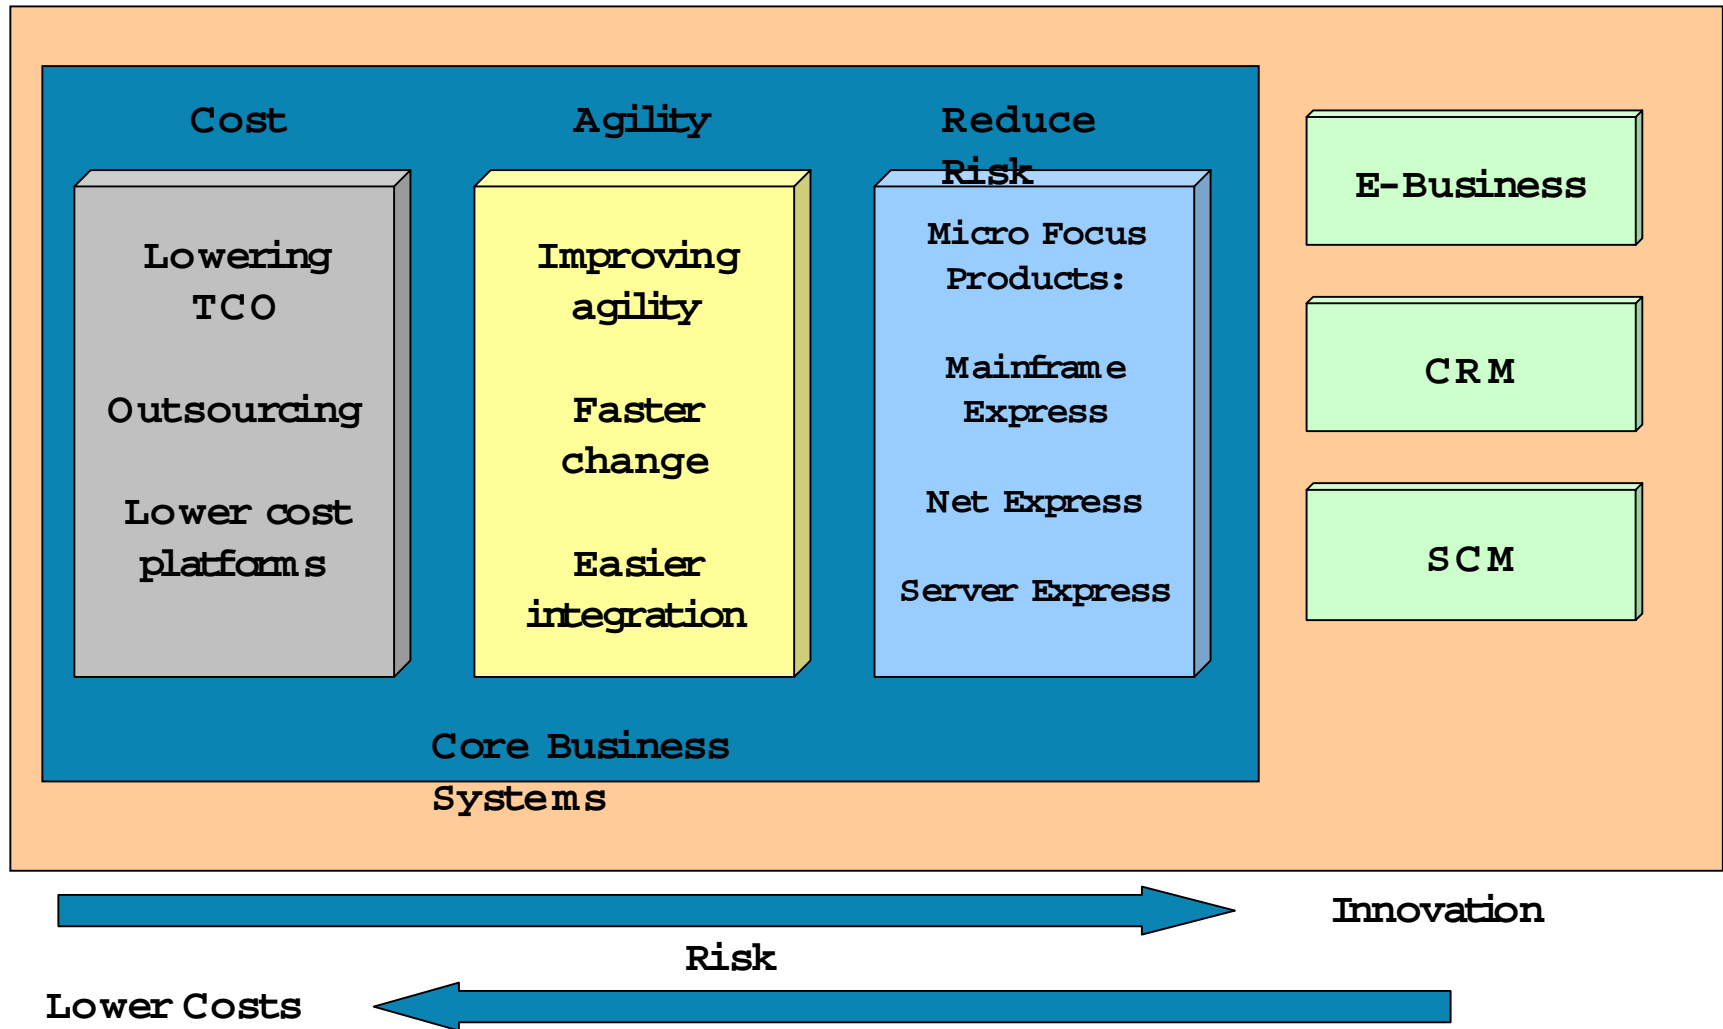 Cost
Lowering
TCO
Outsourcing
Lower cost
platforms
Agility
Improving
agility
Faster
change
Easier
integration
Reduce
Risk
Micro Focus
Products:
Mainframe
Express
Net Express
Server Express
Core Business
Systems
E-Business
CRM
SCM
Innovation
Risk
Lower Costs